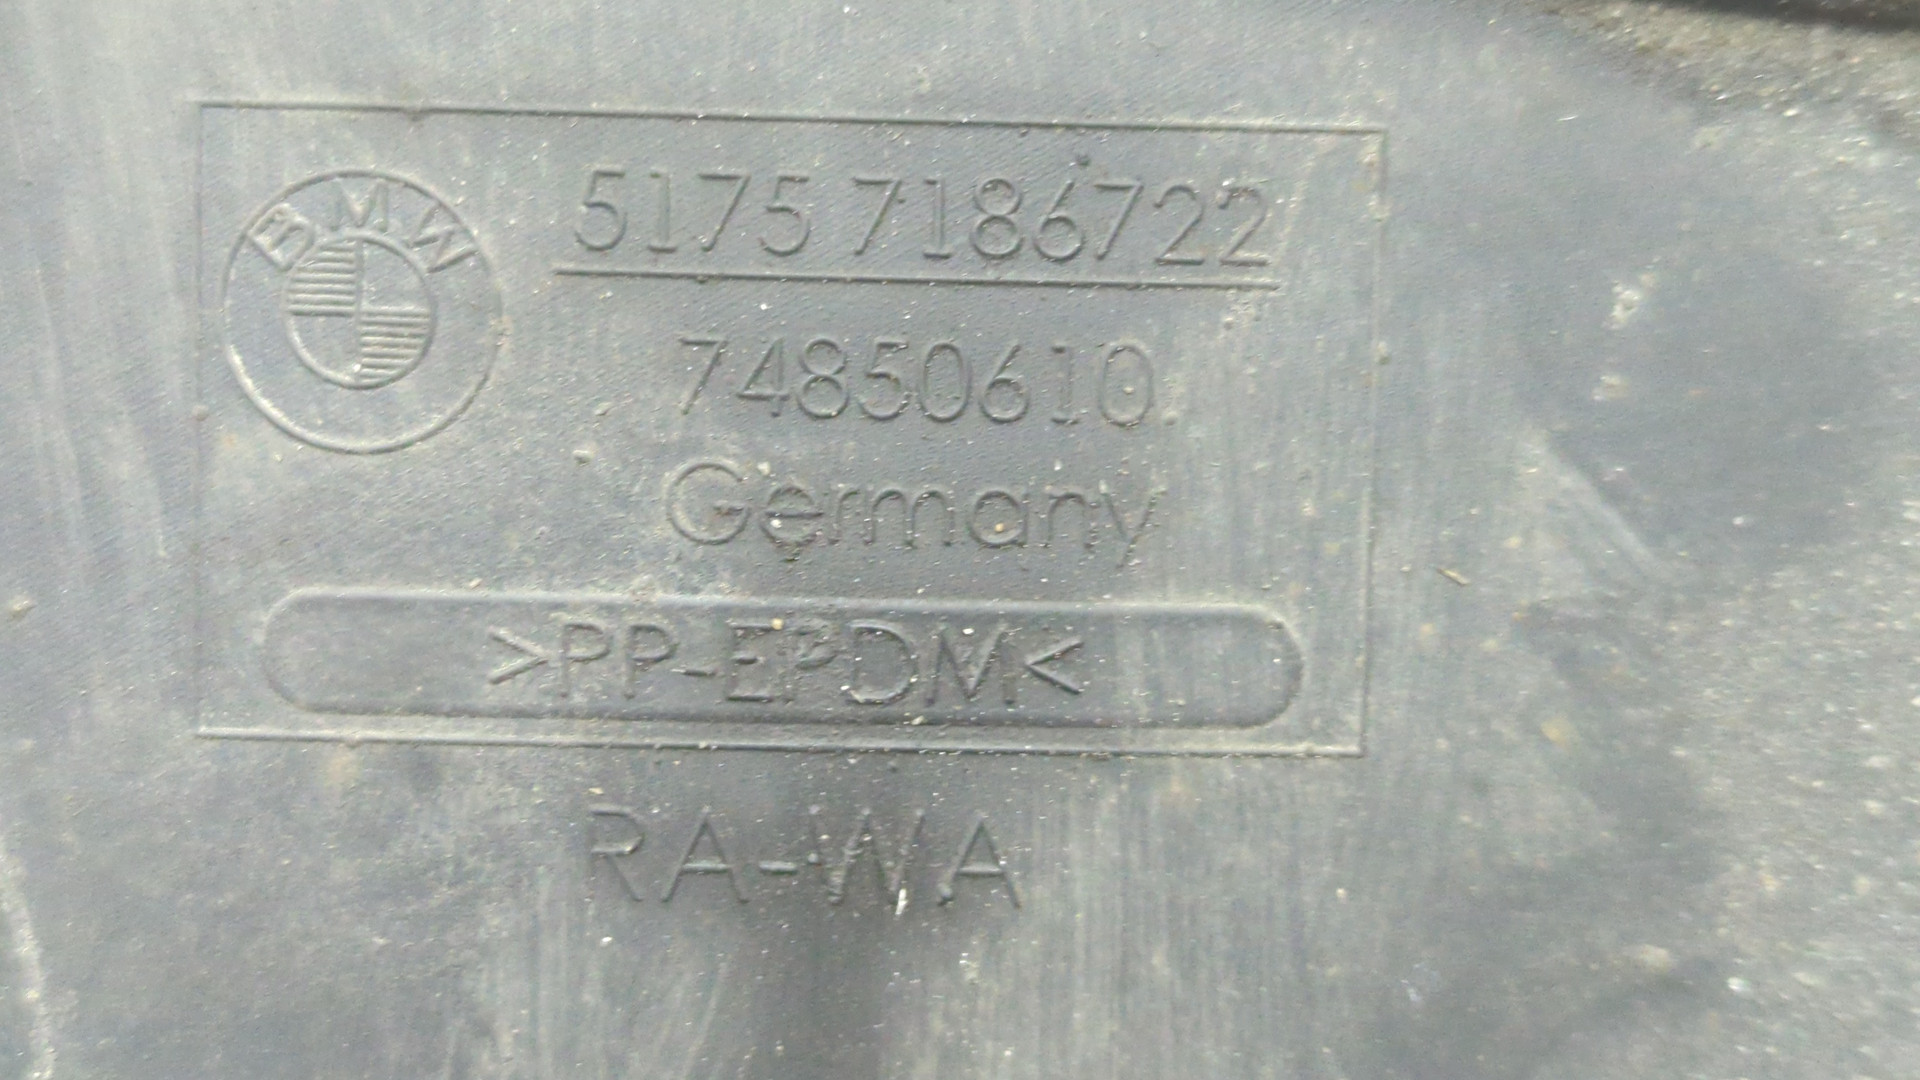 BMW
5175 7186722
74850610
Germany
>PP-EPDM<
RA-WA